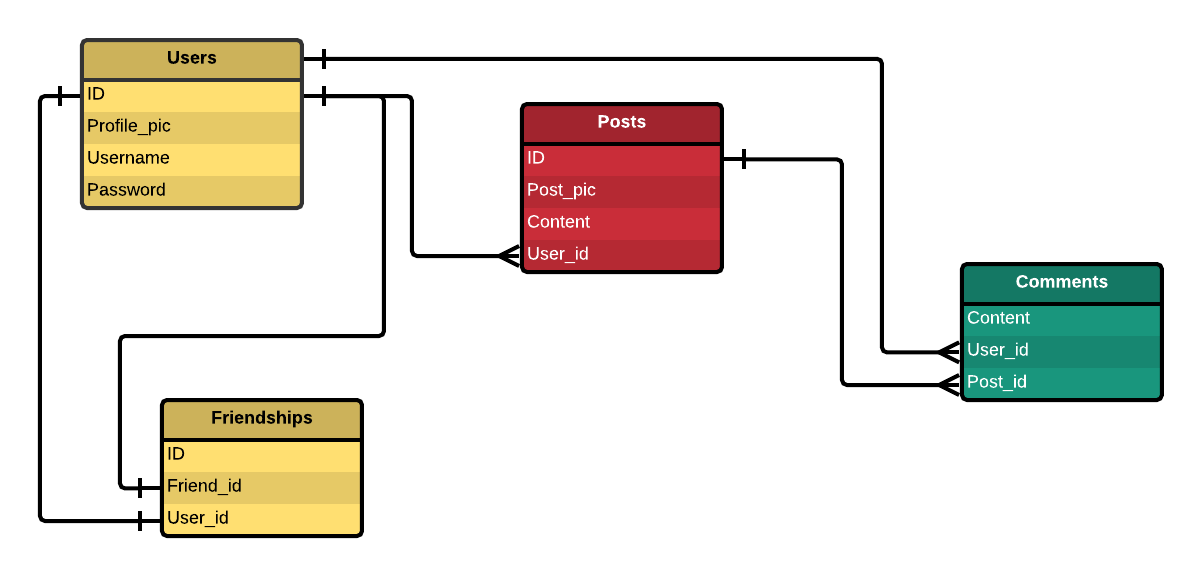 Users
ID
Profile_pic
Username
Password
Posts
ID
Post_pic
Content
User_id
Comments
Content
User_id
Post_id
Friendships
ID
Friend_id
User_id